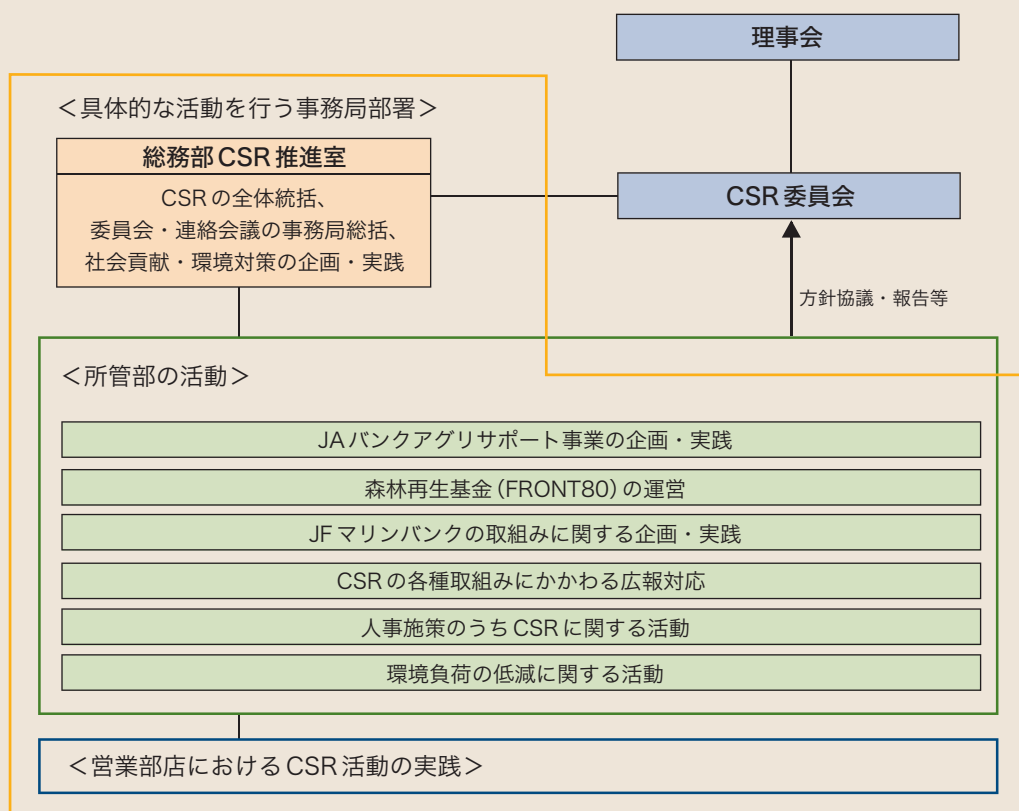 理事会
<具体的な活動を行う事務局部署>
総務部CSR推進室
CSRの全体統括、
委員会・連絡会議の事務局総括、
社会貢献・環境対策の企画・実践
CSR委員会
方針協議・報告等
<所管部の活動>
JAバンクアグリサポート事業の企画・実践
森林再生基金(FRONT80)の運営
JFマリンバンクの取組みに関する企画・実践
CSRの各種取組みにかかわる広報対応
人事施策のうちCSRに関する活動
環境負荷の低減に関する活動
<営業部店におけるCSR活動の実践>